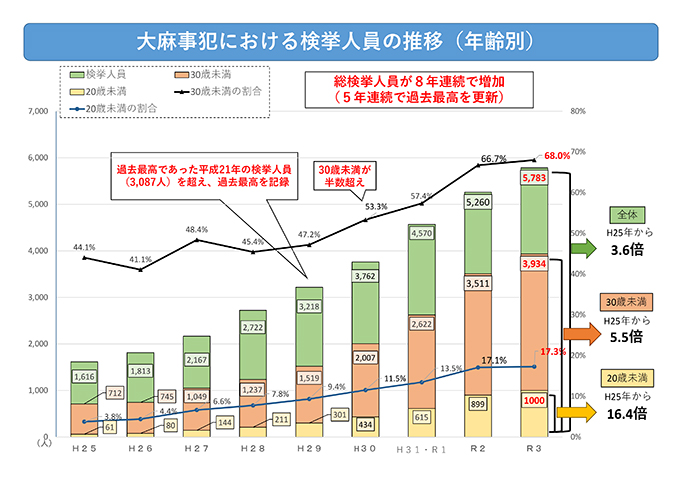 大麻事犯における検挙人員の推移（年齢別）
検挙人員
30歳未満
20歳未満
30歳未満の割合
20歳未満の割合
総検挙人員が８年連続で増加
（５年連続で過去最高を更新）
過去最高であった平成21年の検挙人員
（3,087人）を超え、過去最高を記録
30歳未満が
半数超え
7,000
6,000
5,000
4,000
3,000
2,000
1,000
0
(人)
80%
70%
60%
50%
40%
30%
20%
10%
0%
44.1%
41.1%
48.4%
45.4%
47.2%
53.3%
57.4%
66.7%
68.0%
1,616
1,813
2,167
2,722
3,218
3,762
4,570
5,260
5,783
712
745
1,049
1,237
1,519
2,007
2,622
3,511
3,934
3.8%
4.4%
6.6%
7.8%
9.4%
11.5%
13.5%
17.1%
17.3%
61
80
144
211
301
434
615
899
1000
Ｈ２５
Ｈ２６
Ｈ２７
Ｈ２８
Ｈ２９
Ｈ30
Ｈ３１・Ｒ１
Ｒ２
Ｒ３
全体
H25年から
3.6倍
30歳未満
H25年から
5.5倍
20歳未満
H25年から
16.4倍